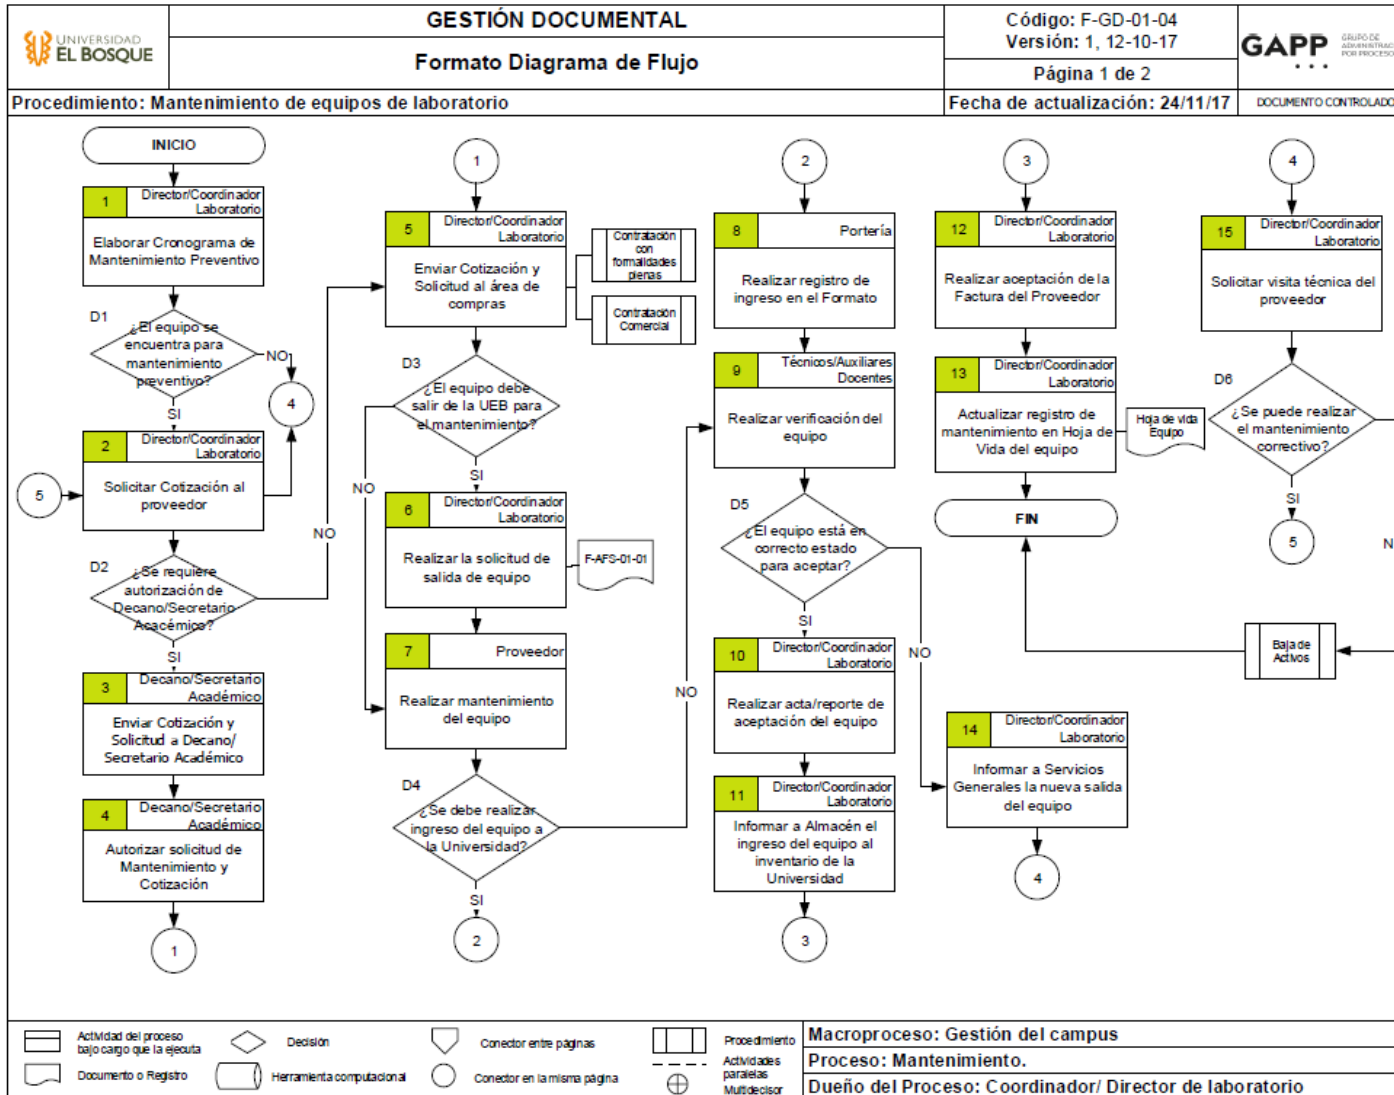 UNIVERSIDAD
EL BOSQUE
GESTIÓN DOCUMENTAL
Formato Diagrama de Flujo
Código: F-GD-01-04
Versión: 1, 12-10-17
Página 1 de 2
GAPP
GRUPO DE
POR PROCESO
Procedimiento: Mantenimiento de equipos de laboratorio
Fecha de actualización: 24/11/17
DOCUMENTO CONTROLADO
INICIO
1
Director/Coordinador
Laboratorio
Elaborar Cronograma de
Mantenimiento Preventivo
D1
¿El equipo se
encuentra para
mantenimiento
preventivo?
NO
4
SI
2
Director/Coordinador
Laboratorio
Solicitar Cotización al
proveedor
5
D2
¿Se requiere
autorización de
Decano/Secretario
Académico?
NO
SI
3
Decano/Secretario
Académico
Enviar Cotización y
Solicitud a Decano/
Secretario Académico
4
Decano/Secretario
Académico
Autorizar solicitud de
Mantenimiento y
Cotización
1
1
5
Director/Coordinador
Laboratorio
Enviar Cotización y
Solicitud al área de
compras
Contratación
con
formalidades
plenas
Contratación
Comercial
D3
¿El equipo debe
salir de la UEB para
el mantenimiento?
NO
SI
6
Director/Coordinador
Laboratorio
Realizar la solicitud de
salida de equipo
F-AFS-01-01
7
Proveedor
Realizar mantenimiento
del equipo
D4
¿Se debe realizar
ingreso del equipo a
la Universidad?
NO
SI
2
2
8
Portería
Realizar registro de
ingreso en el Formato
9
Técnicos/Auxiliares
Docentes
Realizar verificación del
equipo
D5
¿El equipo está en
correcto estado
para aceptar?
NO
SI
10
Director/Coordinador
Laboratorio
Realizar acta/reporte de
aceptación del equipo
11
Director/Coordinador
Laboratorio
Informar a Almacén el
ingreso del equipo al
inventario de la
Universidad
3
3
12
Director/Coordinador
Laboratorio
Realizar aceptación de la
Factura del Proveedor
13
Director/Coordinador
Laboratorio
Actualizar registro de
mantenimiento en Hoja de
Vida del equipo
Hoja de vida
Equipo
FIN
14
Director/Coordinador
Laboratorio
Informar a Servicios
Generales la nueva salida
del equipo
4
4
15
Director/Coordinador
Laboratorio
Solicitar visita técnica del
proveedor
D6
¿Se puede realizar
el mantenimiento
correctivo?
SI
5
N
Baja de
Activos
Actividad del proceso
bajo cargo que la ejecuta
Decisión
Conector entre páginas
Procedimiento
Documento o Registro
Herramienta computacional
Conector en la misma página
Actividades
paralelas
Multidecisor
Macroproceso: Gestión del campus
Proceso: Mantenimiento.
Dueño del Proceso: Coordinador/ Director de laboratorio